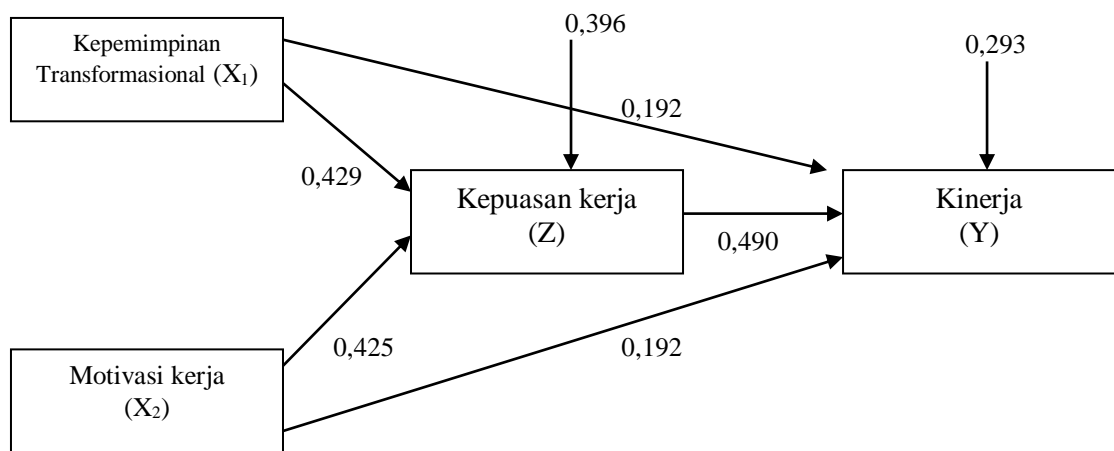 Kepemimpinan
Transformasional (X₁)
0,396
0,293
0,192
0,429
Kepuasan kerja
(Z)
0,490
Kinerja
(Y)
0,425
0,192
Motivasi kerja
(X₂)